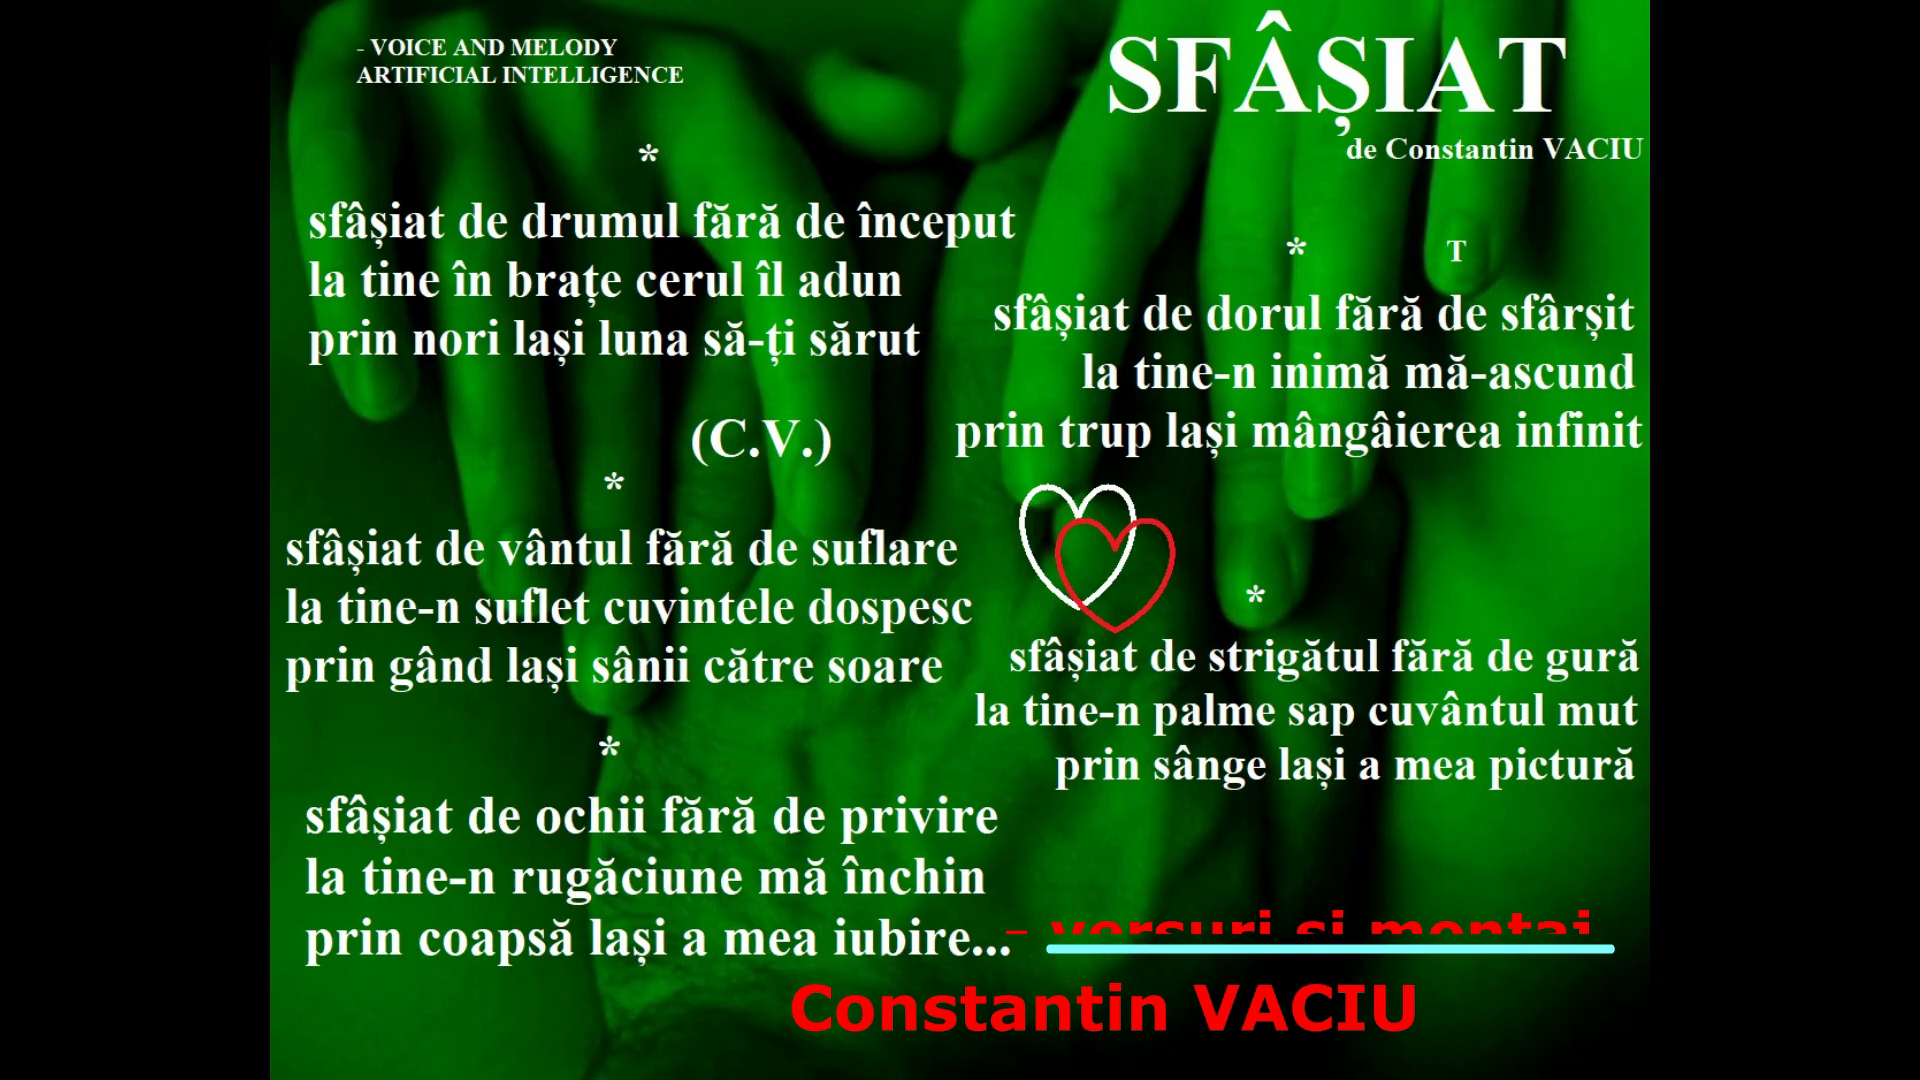 - VOICE AND MELODY
ARTIFICIAL INTELLIGENCE
SFÂȘIAT
de Constantin VACIU
*
sfâșiat de drumul fără de început
la tine în brațe cerul îl adun
prin nori lași luna să-ți sărut
(C.V.)
*
sfâșiat de vântul fără de suflare
la tine-n suflet cuvintele dospesc
prin gând lași sânii către soare
*
sfâșiat de ochii fără de privire
la tine-n rugăciune mă închin
prin coapsă lași a mea iubire...
* T
sfâșiat de dorul fără de sfârșit
la tine-n inimă mă-ascund
prin trup lași mângâierea infinit
*
sfâșiat de strigătul fără de gură
la tine-n palme sap cuvântul mut
prin sânge lași a mea pictură
- versuri si montaj
Constantin VACIU